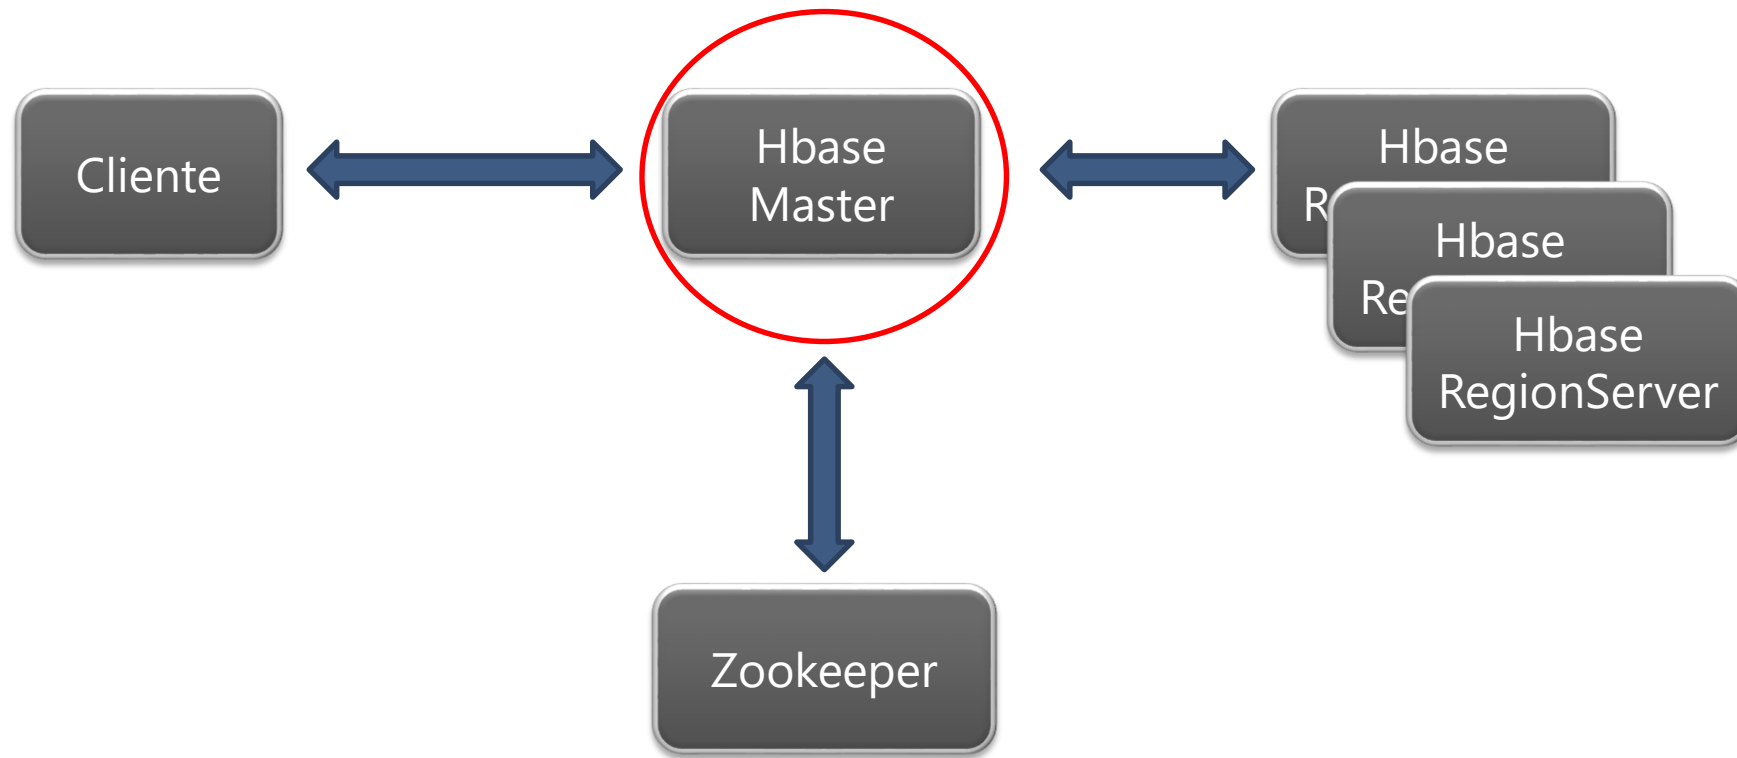 Cliente
Hbase
Master
Hbase
Hbase
Hbase
RegionServer
Zookeeper